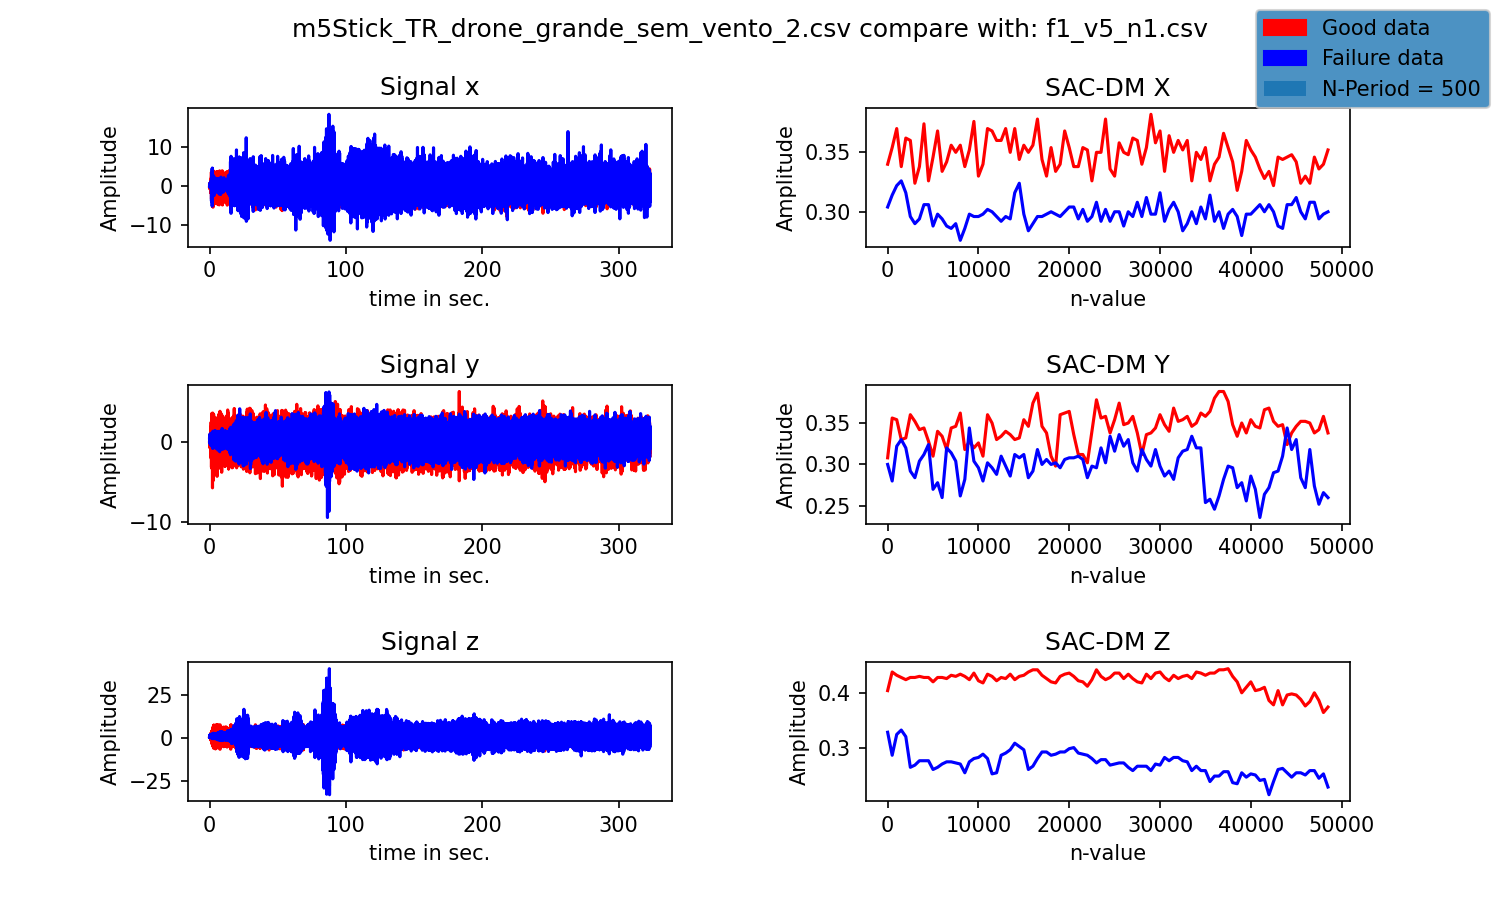 m5Stick_TR_drone_grande_sem_vento_2.csv compare with: f1_v5_n1.csv
Good data
Failure data
N-Period = 500
Signal x
Amplitude
10
0
−10
0 100 200 300
time in sec.
SAC-DM X
Amplitude
0.35
0.30
0 10000 20000 30000 40000 50000
n-value
Signal y
Amplitude
0
−10
0 100 200 300
time in sec.
SAC-DM Y
Amplitude
0.35
0.30
0.25
0 10000 20000 30000 40000 50000
n-value
Signal z
Amplitude
25
0
−25
0 100 200 300
time in sec.
SAC-DM Z
Amplitude
0.4
0.3
0 10000 20000 30000 40000 50000
n-value